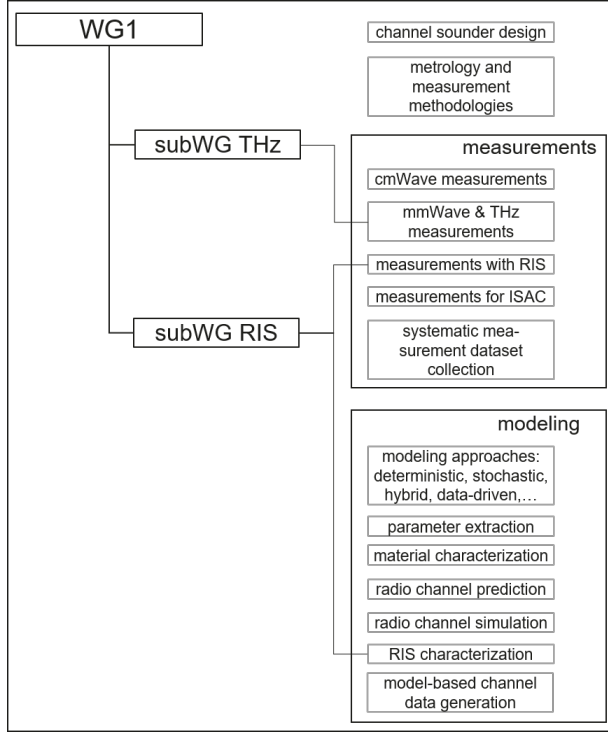 WG1
channel sounder design
metrology and
measurement
methodologies
subWG THz
measurements
cmWave measurements
mmWave & THz
measurements
measurements with RIS
measurements for ISAC
subWG RIS
systematic mea-
surement dataset
collection
modeling
modeling approaches:
deterministic, stochastic,
hybrid, data-driven,...
parameter extraction
material characterization
radio channel prediction
radio channel simulation
RIS characterization
model-based channel
data generation